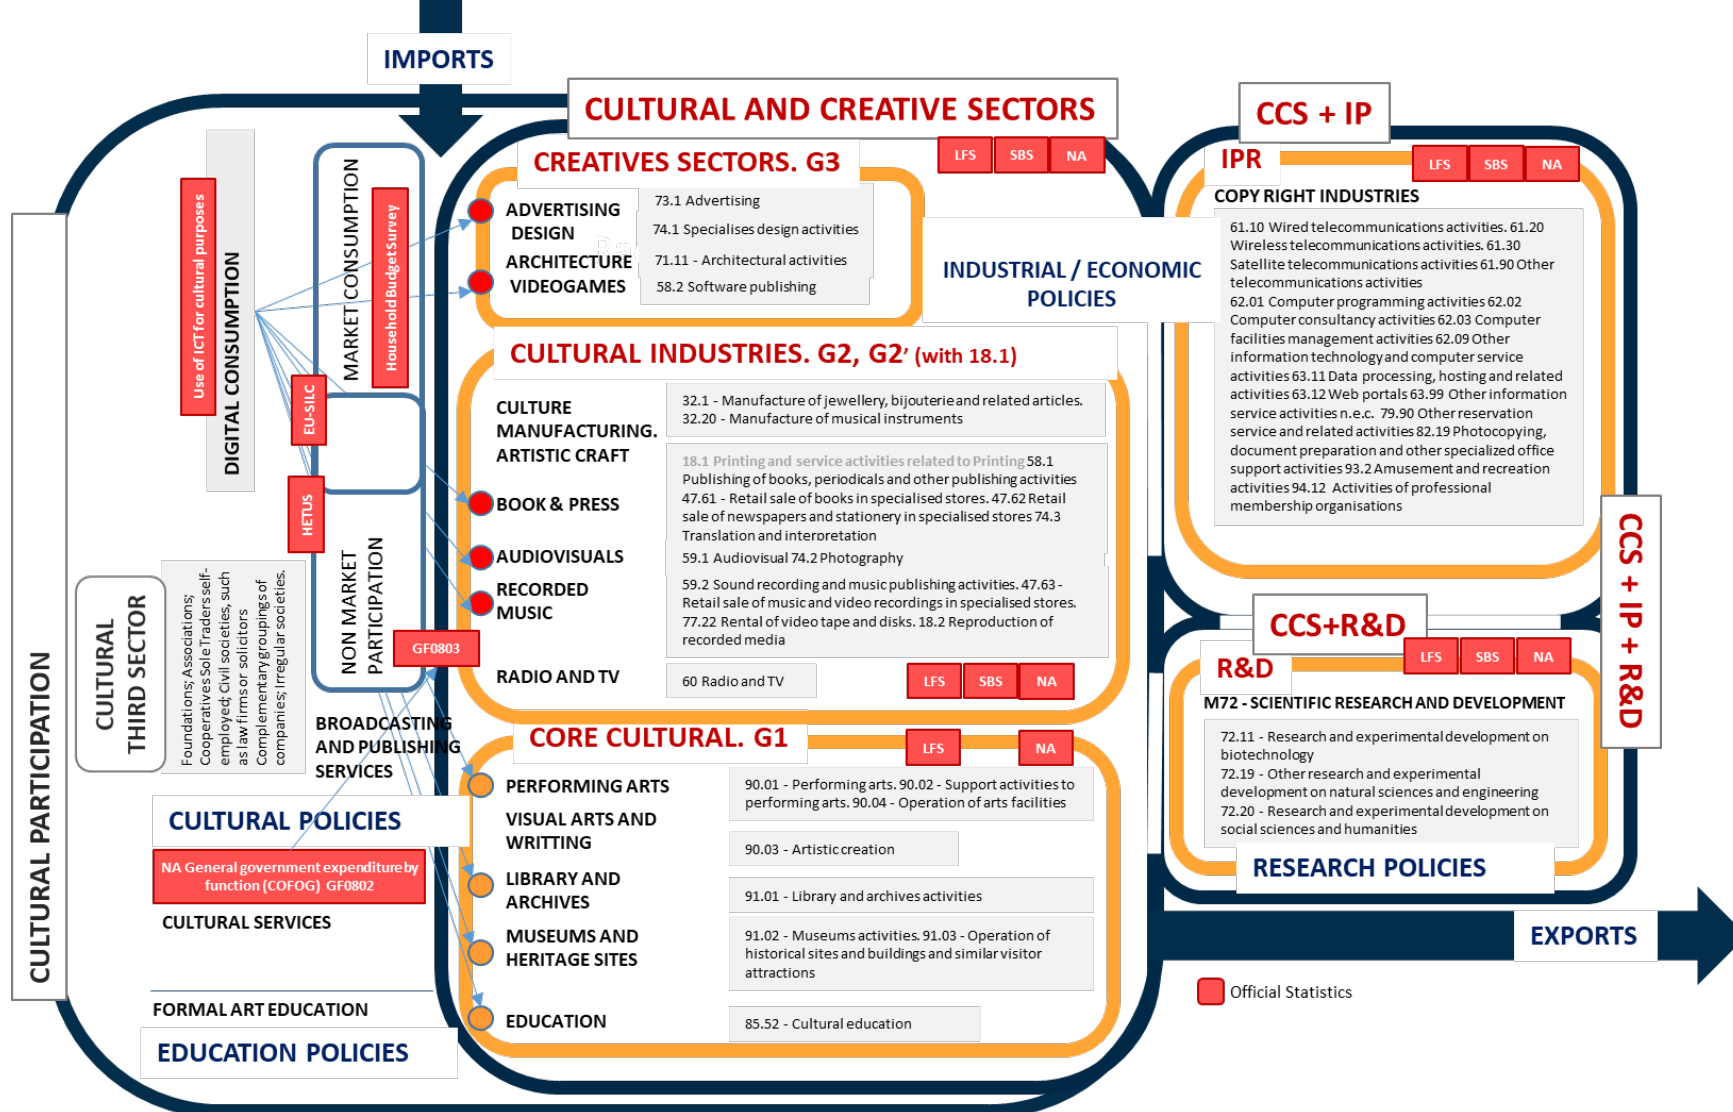 IMPORTS
CULTURAL AND CREATIVE SECTORS
CCS + IP
CREATIVES SECTORS. G3
LFS
SBS
NA
ADVERTISING
DESIGN
ARCHITECTURE
VIDEOGAMES
73.1 Advertising
74.1 Specialises design activities
71.11 - Architectural activities
58.2 Software publishing
INDUSTRIAL / ECONOMIC
POLICIES
IPR
LFS
SBS
NA
COPY RIGHT INDUSTRIES
61.10 Wired telecommunications activities. 61.20
Wireless telecommunications activities. 61.30
Satellite telecommunications activities 61.90 Other
telecommunications activities
62.01 Computer programming activities 62.02
Computer consultancy activities 62.03 Computer
facilities management activities 62.09 Other
information technology and computer service
activities 63.11 Data processing, hosting and related
activities 63.12 Web portals 63.99 Other information
service activities n.e.c. 79.90 Other reservation
service and related activities 82.19 Photocopying,
document preparation and other specialized office
support activities 93.2 Amusement and recreation
activities 94.12 Activities of professional
membership organisations
CULTURAL PARTICIPATION
Use of ICT for cultural purposes
DIGITAL CONSUMPTION
MARKET CONSUMPTION
Household Budget Survey
EU-SILC
HETUS
NON MARKET
PARTICIPATION
GF0803
CULTURAL
THIRD SECTOR
Foundations; Associations;
Cooperatives Sole Traders self-
employed; Civil societies, such
as law firms or solicitors
Complementary groupings of
companies; Irregular societies.
CULTURAL INDUSTRIES. G2, G2' (with 18.1)
CULTURE
MANUFACTURING.
ARTISTIC CRAFT
32.1 - Manufacture of jewellery, bijouterie and related articles.
32.20 - Manufacture of musical instruments
BOOK & PRESS
18.1 Printing and service activities related to Printing 58.1
Publishing of books, periodicals and other publishing activities
47.61 - Retail sale of books in specialised stores. 47.62 Retail
sale of newspapers and stationery in specialised stores 74.3
Translation and interpretation
AUDIOVISUALS
59.1 Audiovisual 74.2 Photography
RECORDED
MUSIC
59.2 Sound recording and music publishing activities. 47.63 -
Retail sale of music and video recordings in specialised stores.
77.22 Rental of video tape and disks. 18.2 Reproduction of
recorded media
RADIO AND TV
60 Radio and TV
LFS
SBS
NA
CCS + IP + R&D
CCS+R&D
R&D
LFS
SBS
NA
M72 - SCIENTIFIC RESEARCH AND DEVELOPMENT
72.11 - Research and experimental development on
biotechnology
72.19 - Other research and experimental
development on natural sciences and engineering
72.20 - Research and experimental development on
social sciences and humanities
RESEARCH POLICIES
BROADCASTING
AND PUBLISHING
SERVICES
CULTURAL POLICIES
NA General government expenditure by
function (COFOG) GF0802
CULTURAL SERVICES
FORMAL ART EDUCATION
EDUCATION POLICIES
CORE CULTURAL. G1
LFS
NA
PERFORMING ARTS
90.01 - Performing arts. 90.02 - Support activities to
performing arts. 90.04 - Operation of arts facilities
VISUAL ARTS AND
WRITTING
90.03 - Artistic creation
LIBRARY AND
ARCHIVES
91.01 - Library and archives activities
MUSEUMS AND
HERITAGE SITES
91.02 - Museums activities. 91.03 - Operation of
historical sites and buildings and similar visitor
attractions
EDUCATION
85.52 - Cultural education
EXPORTS
Official Statistics